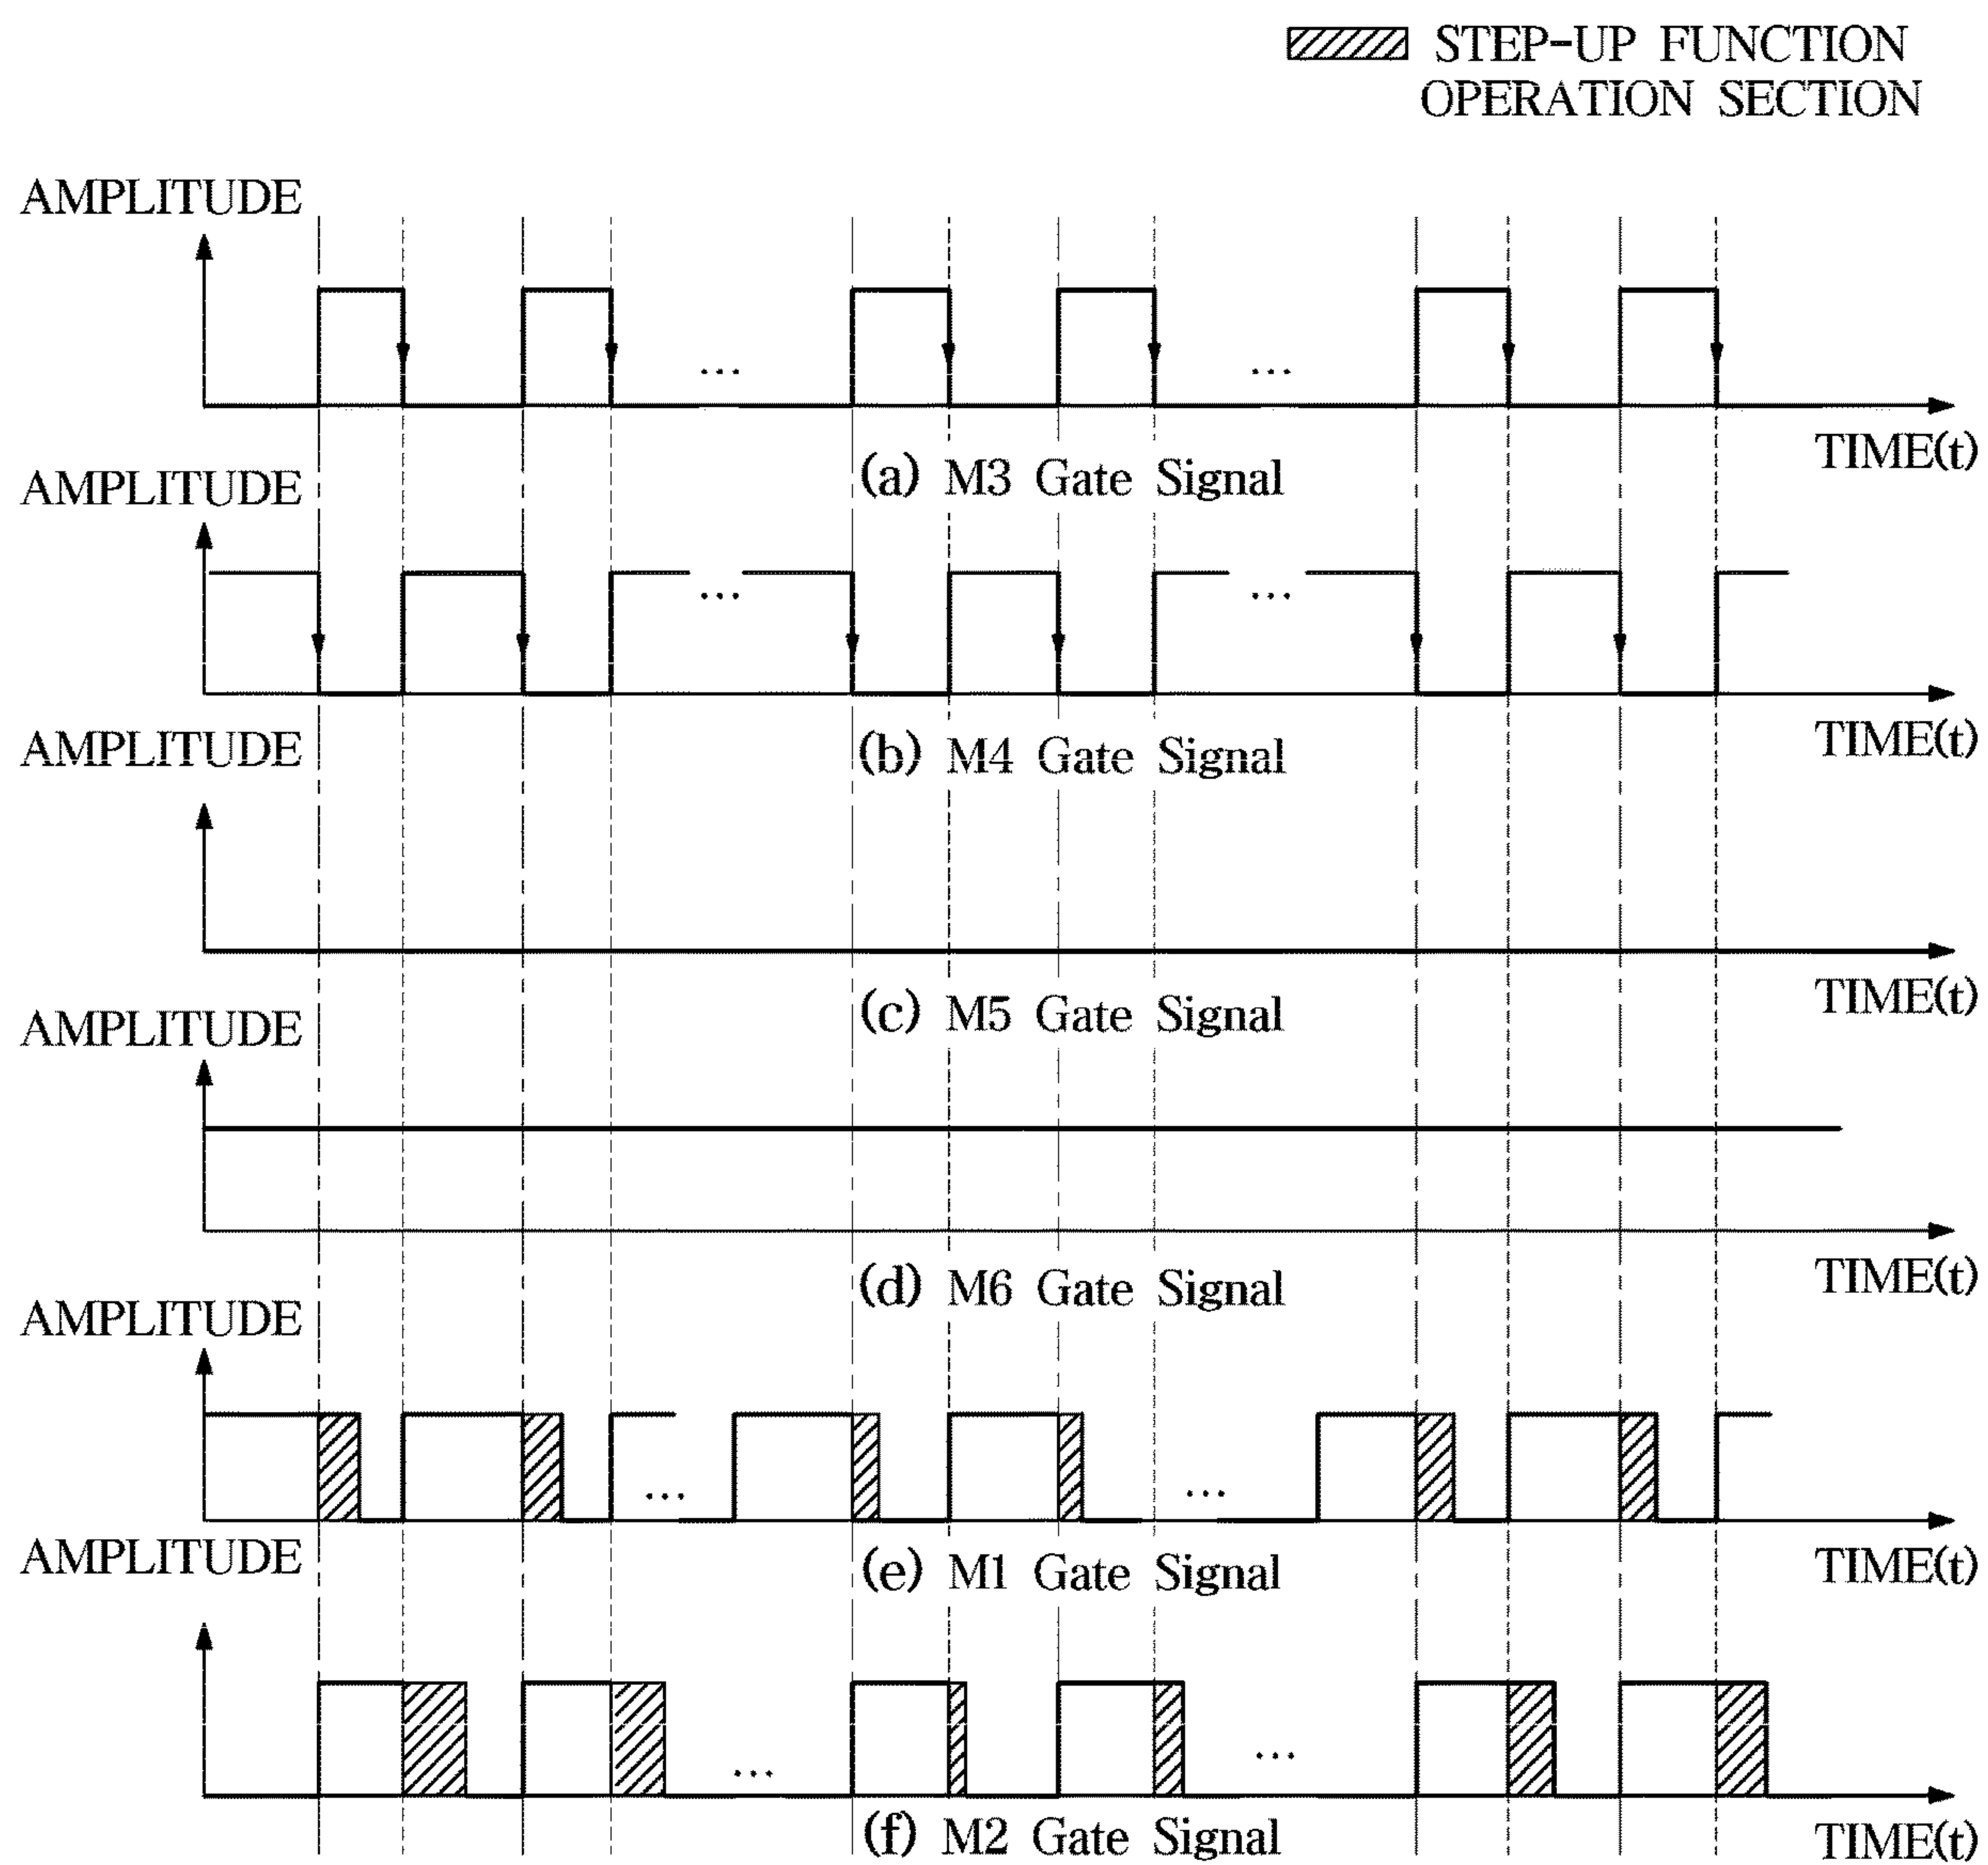 STEP-UP FUNCTION
OPERATION SECTION
AMPLITUDE
...
...
TIME(t)
(a) M3 Gate Signal
AMPLITUDE
...
...
TIME(t)
(b) M4 Gate Signal
AMPLITUDE
TIME(t)
(c) M5 Gate Signal
AMPLITUDE
TIME(t)
(d) M6 Gate Signal
AMPLITUDE
...
...
TIME(t)
(e) M1 Gate Signal
AMPLITUDE
...
...
TIME(t)
(f) M2 Gate Signal